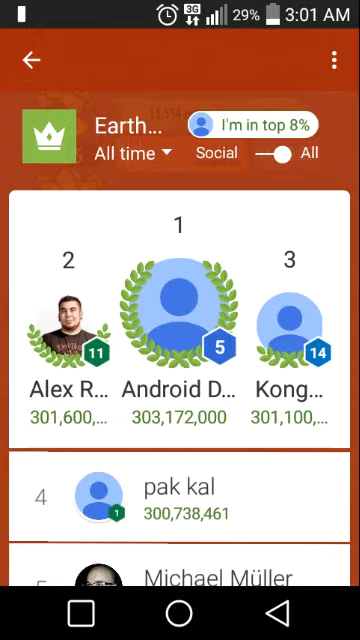 3G 29% 3:01 AM
Earth... I'm in top 8%
All time Social All
1
2
3
11
5
14
Alex R... Android D... Kong...
301,600,... 303,172,000 301,100,...
4 pak kal
1
300,738,461
Michael Müller